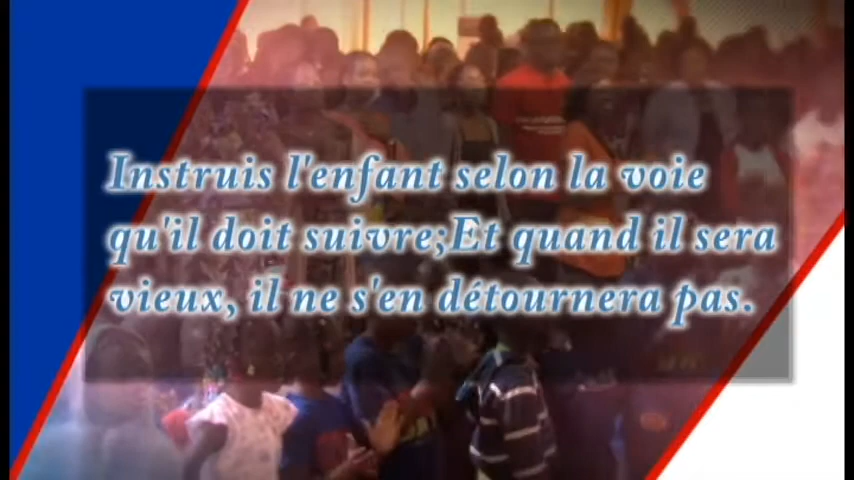 Instruis l'enfant selon la voie
qu'il doit suivre;Et quand il sera
vieux, il ne s'en détournera pas.